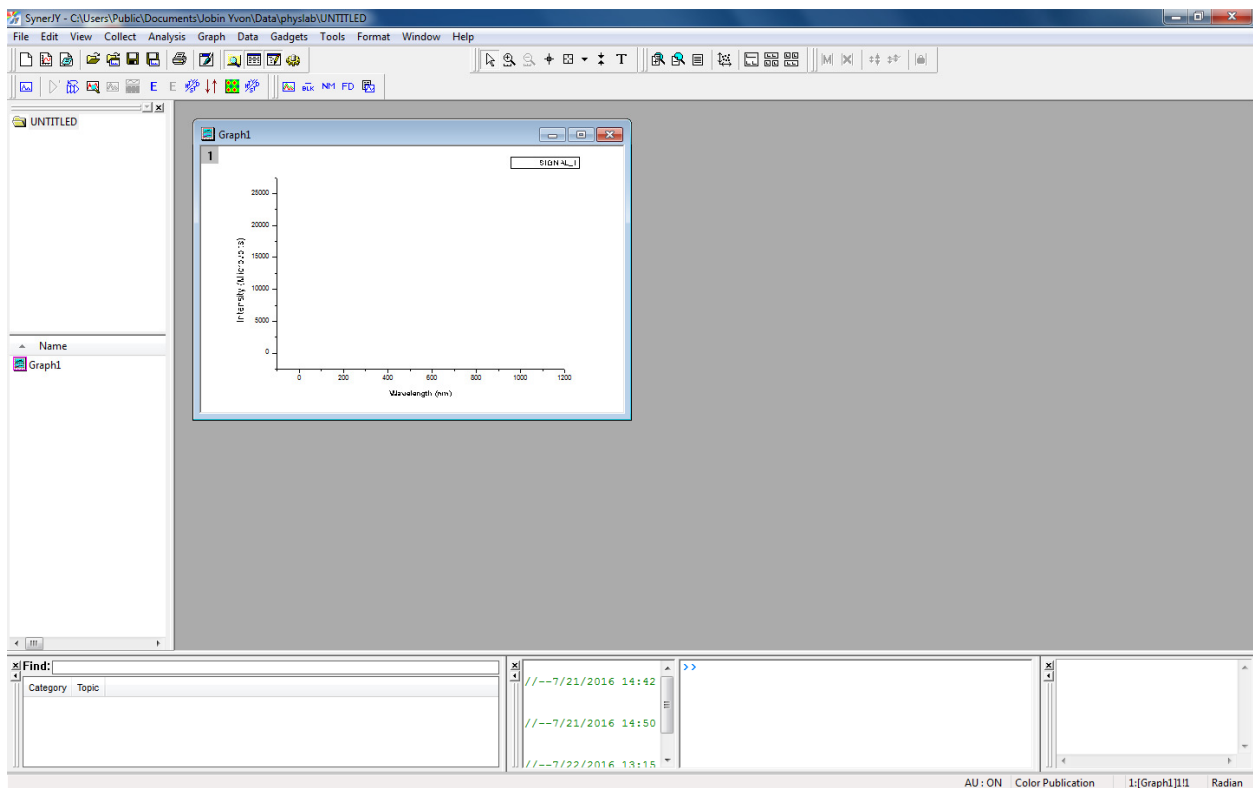 SynerJY - C:\Users\Public\Documents\Jobin Yvon\Data\physlab\UNTITLED
File Edit View Collect Analysis Graph Data Gadgets Tools Format Window Help
T
M
E E
BLK NM FD
UNTITLED
Graph1
1
SIGNAL_1
25000
20000
15000
10000
5000
0
Intensity (Microvolts)
0 200 400 600 800 1000 1200
Wavelength (nm)
Name
Graph1
Find:
Category Topic
//--7/21/2016 14:42
//--7/21/2016 14:50
//--7/22/2016 13:15
>>
AU : ON Color Publication 1:[Graph1]1!1 Radian